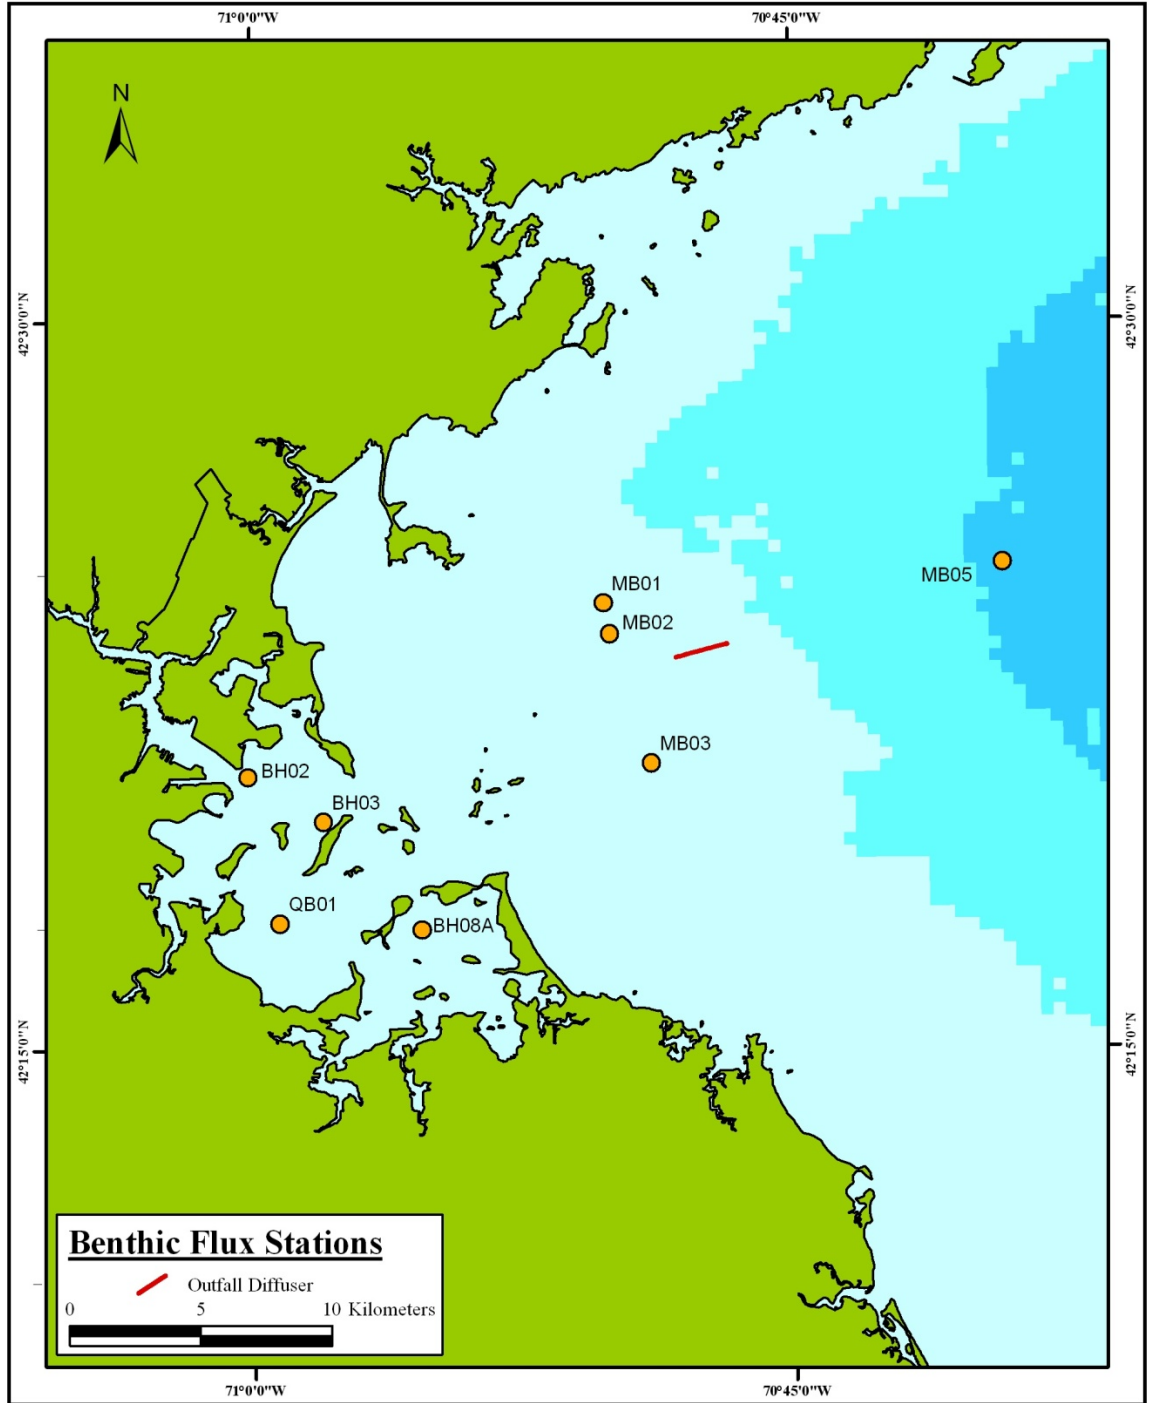 71°0'0"W 70°45'0"W
N
42°30'0"N 42°30'0"N
MB01
MB05
MB02
MB03
BH02
BH03
QB01
BH08A
42°15'0"N 42°15'0"N
Benthic Flux Stations
Outfall Diffuser
0 5 10 Kilometers
71°0'0"W 70°45'0"W